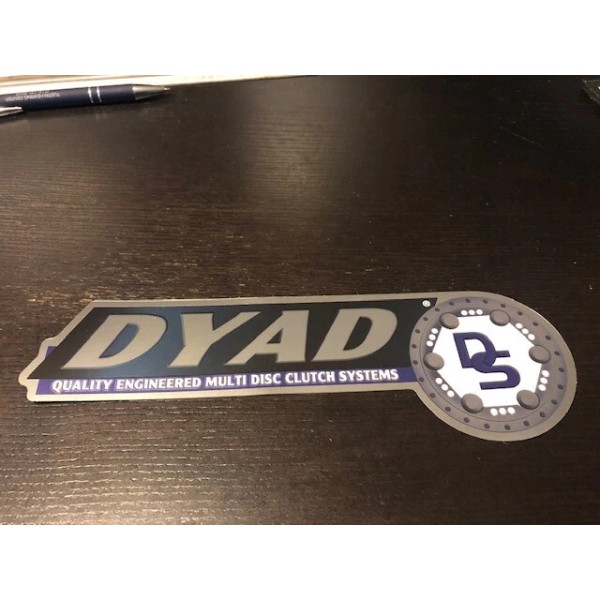 DYAD
QUALITY ENGINEERED MULTI DISC CLUTCH SYSTEMS
DS